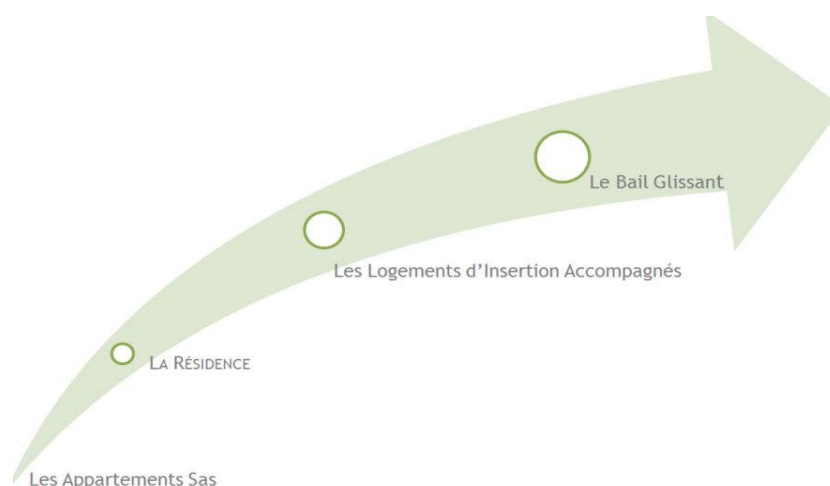 Le Bail Glissant
Les Logements d'Insertion Accompagnés
LA RÉSIDENCE
Les Appartements Sas